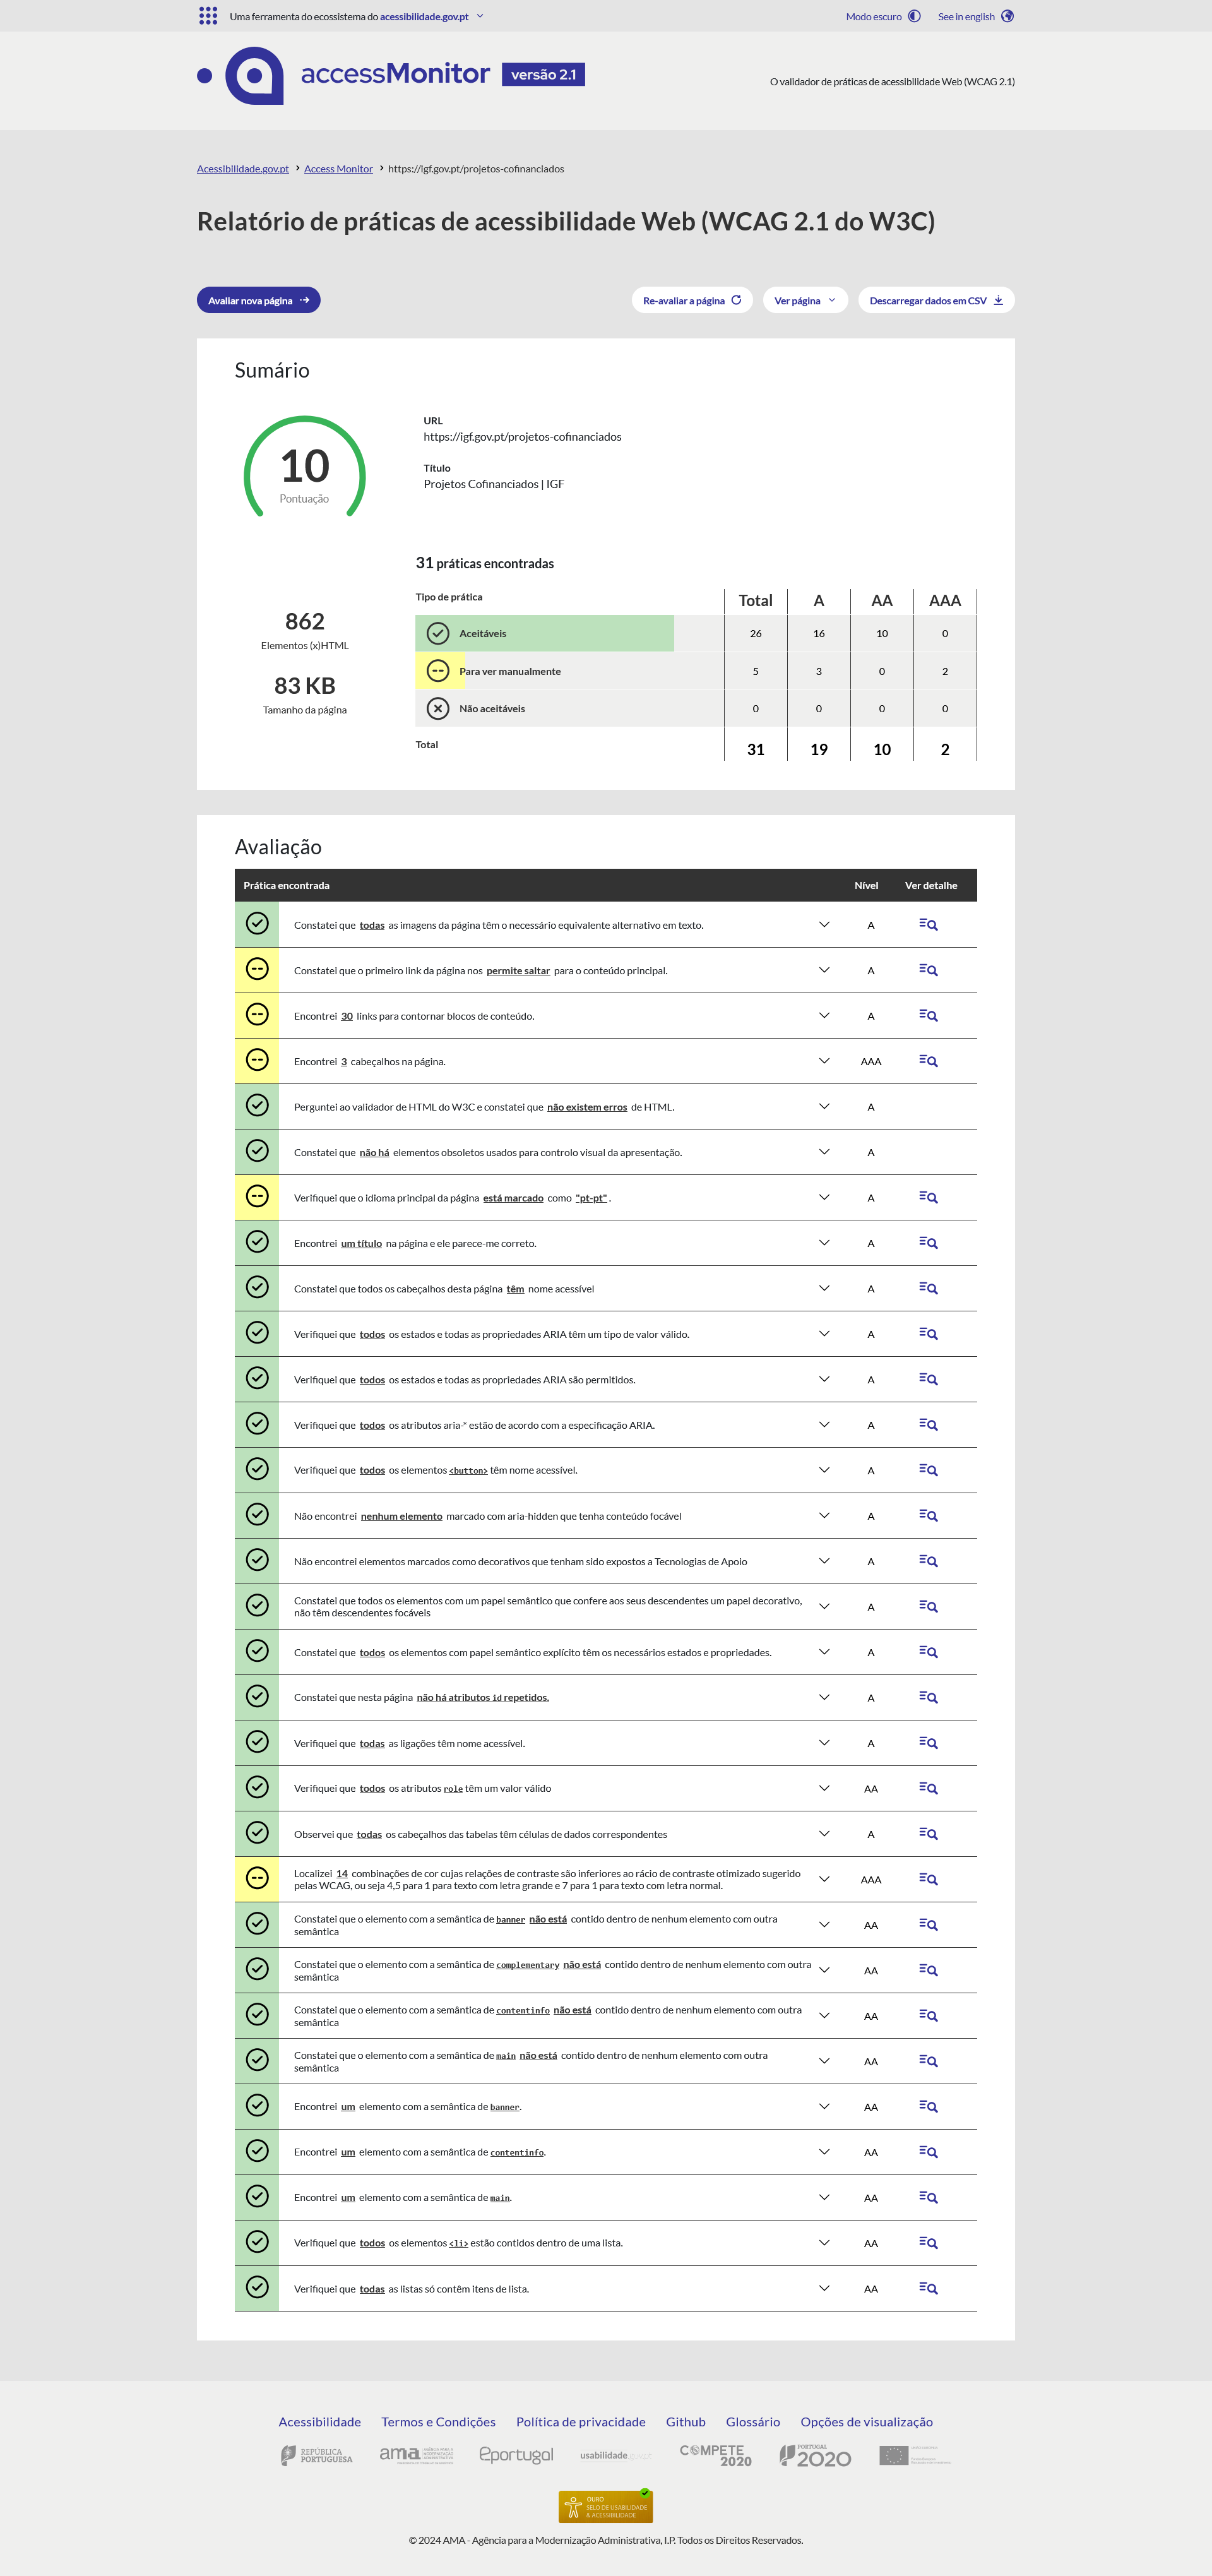 Uma ferramenta do ecossistema do acessibilidade.gov.pt
Modo escuro
See in english
accessMonitor versão 2.1
O validador de práticas de acessibilidade Web (WCAG 2.1)
Acessibilidade.gov.pt › Access Monitor › https://igf.gov.pt/projetos-cofinanciados
Relatório de práticas de acessibilidade Web (WCAG 2.1 do W3C)
Avaliar nova página
Re-avaliar a página
Ver página
Descarregar dados em CSV
Sumário
10
Pontuação
URL
https://igf.gov.pt/projetos-cofinanciados
Título
Projetos Cofinanciados | IGF
862
Elementos (x)HTML
83 KB
Tamanho da página
31 práticas encontradas
Tipo de prática Total A AA AAA
Aceitáveis 26 16 10 0
Para ver manualmente 5 3 0 2
Não aceitáveis 0 0 0 0
Total 31 19 10 2
Avaliação
Prática encontrada Nível Ver detalhe
Constatei que todas as imagens da página têm o necessário equivalente alternativo em texto. A
Constatei que o primeiro link da página nos permite saltar para o conteúdo principal. A
Encontrei 30 links para contornar blocos de conteúdo. A
Encontrei 3 cabeçalhos na página. AAA
Perguntei ao validador de HTML do W3C e constatei que não existem erros de HTML. A
Constatei que não há elementos obsoletos usados para controlo visual da apresentação. A
Verifiquei que o idioma principal da página está marcado como "pt-pt" . A
Encontrei um título na página e ele parece-me correto. A
Constatei que todos os cabeçalhos desta página têm nome acessível A
Verifiquei que todos os estados e todas as propriedades ARIA têm um tipo de valor válido. A
Verifiquei que todos os estados e todas as propriedades ARIA são permitidos. A
Verifiquei que todos os atributos aria-* estão de acordo com a especificação ARIA. A
Verifiquei que todos os elementos <button> têm nome acessível. A
Não encontrei nenhum elemento marcado com aria-hidden que tenha conteúdo focável A
Não encontrei elementos marcados como decorativos que tenham sido expostos a Tecnologias de Apoio A
Constatei que todos os elementos com um papel semântico que confere aos seus descendentes um papel decorativo,
não têm descendentes focáveis A
Constatei que todos os elementos com papel semântico explícito têm os necessários estados e propriedades. A
Constatei que nesta página não há atributos id repetidos. A
Verifiquei que todas as ligações têm nome acessível. A
Verifiquei que todos os atributos role têm um valor válido AA
Observei que todas os cabeçalhos das tabelas têm células de dados correspondentes A
Localizei 14 combinações de cor cujas relações de contraste são inferiores ao rácio de contraste otimizado sugerido
pelas WCAG, ou seja 4,5 para 1 para texto com letra grande e 7 para 1 para texto com letra normal. AAA
Constatei que o elemento com a semântica de banner não está contido dentro de nenhum elemento com outra
semântica AA
Constatei que o elemento com a semântica de complementary não está contido dentro de nenhum elemento com outra
semântica AA
Constatei que o elemento com a semântica de contentinfo não está contido dentro de nenhum elemento com outra
semântica AA
Constatei que o elemento com a semântica de main não está contido dentro de nenhum elemento com outra
semântica AA
Encontrei um elemento com a semântica de banner. AA
Encontrei um elemento com a semântica de contentinfo. AA
Encontrei um elemento com a semântica de main. AA
Verifiquei que todos os elementos <li> estão contidos dentro de uma lista. AA
Verifiquei que todas as listas só contêm itens de lista. AA
Acessibilidade Termos e Condições Política de privacidade Github Glossário Opções de visualização
REPÚBLICA
PORTUGUESA
ama
eportugal
usabilidade
COMPETE
2020
PORTUGAL
2020
OURO
SELO DE USABILIDADE
& ACESSIBILIDADE
© 2024 AMA - Agência para a Modernização Administrativa, I.P. Todos os Direitos Reservados.